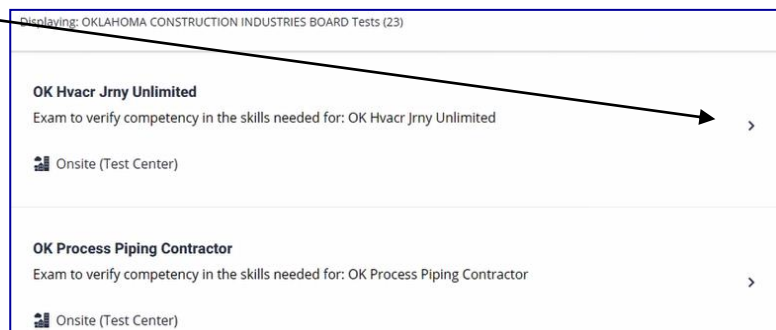 Displaying: OKLAHOMA CONSTRUCTION INDUSTRIES BOARD Tests (23)
OK Hvacr Jrny Unlimited
Exam to verify competency in the skills needed for: OK Hvacr Jrny Unlimited
Onsite (Test Center)
OK Process Piping Contractor
Exam to verify competency in the skills needed for: OK Process Piping Contractor
Onsite (Test Center)